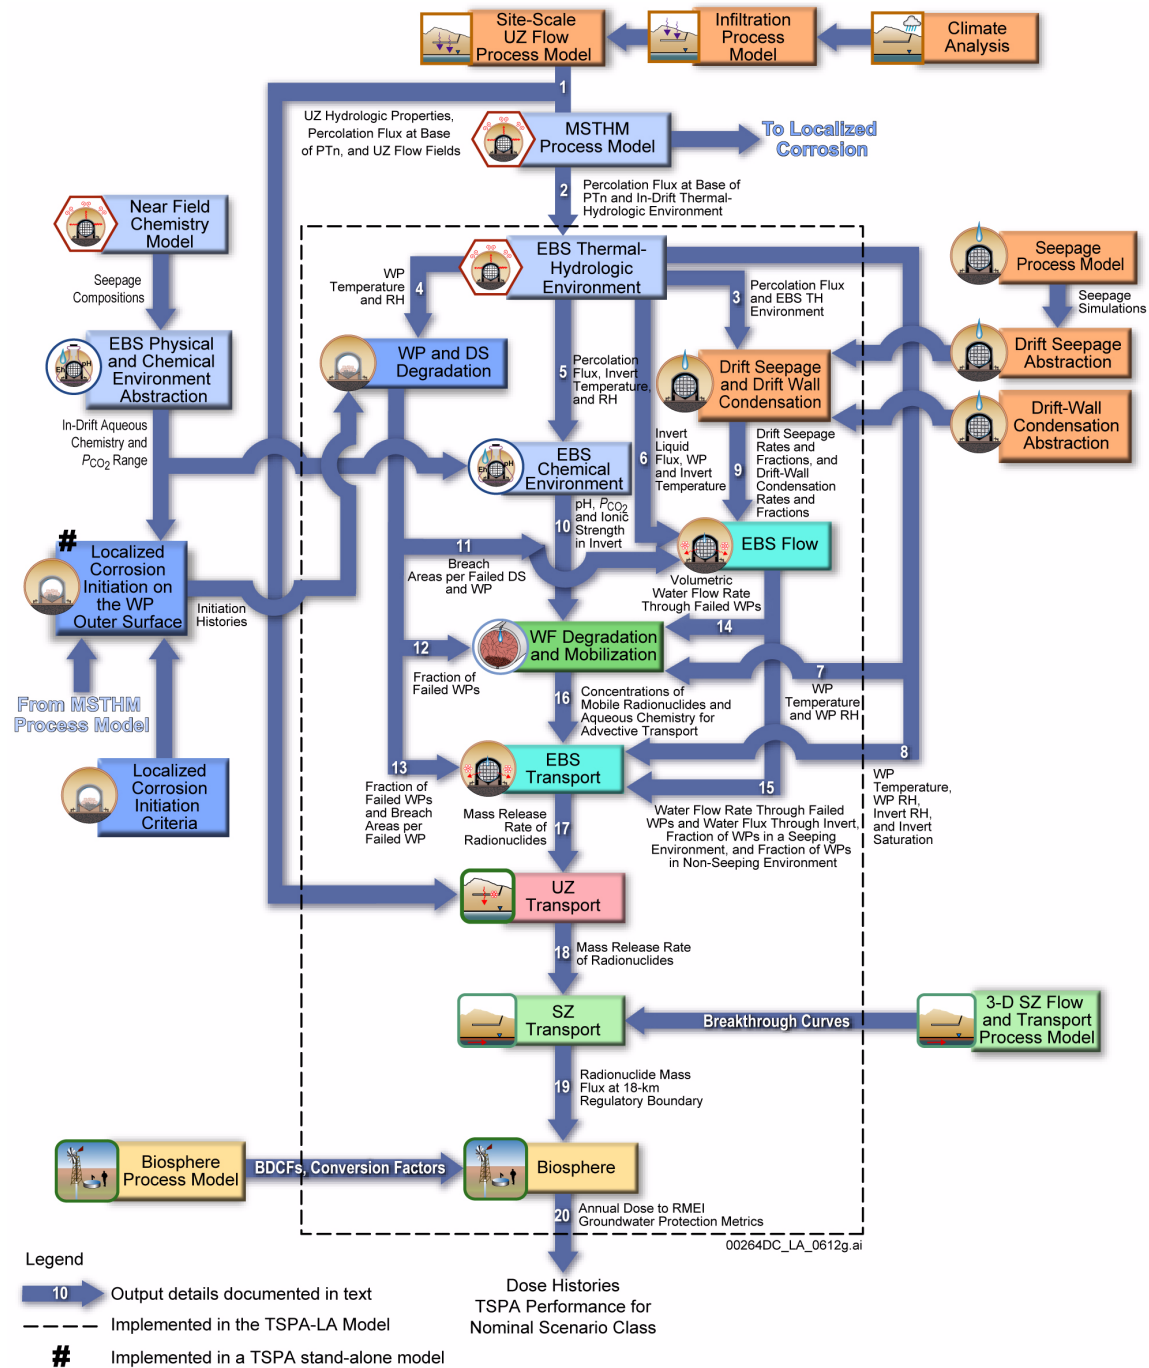 Site-Scale
UZ Flow
Process Model
Infiltration
Process
Model
Climate
Analysis
1
UZ Hydrologic Properties,
Percolation Flux at Base
of PTn, and UZ Flow Fields
MSTHM
Process Model
To Localized
Corrosion
2
Percolation Flux at Base of
PTn and In-Drift Thermal-
Hydrologic Environment
Near Field
Chemistry
Model
Seepage
Compositions
EBS Thermal-
Hydrologic
Environment
Seepage
Process Model
Seepage
Simulations
WP
Temperature
and RH
4
3
Percolation Flux
and EBS TH
Environment
EBS Physical
and Chemical
Environment
Abstraction
Eh
pH
WP and DS
Degradation
5
Percolation
Flux, Invert
Temperature,
and RH
Drift Seepage
and Drift Wall
Condensation
Drift Seepage
Abstraction
Drift-Wall
Condensation
Abstraction
In-Drift Aqueous
Chemistry and
PCO2 Range
EBS
Chemical
Environment
Eh
pH
6
Invert
Liquid
Flux, WP
and Invert
Temperature
9
Drift Seepage
Rates and
Fractions, and
Drift-Wall
Condensation
Rates and
Fractions
10
pH, PCO2
and Ionic
Strength
in Invert
#
Localized
Corrosion
Initiation on
the WP
Outer Surface
Initiation
Histories
11
Breach
Areas per Failed DS
and WP
EBS Flow
Volumetric
Water Flow Rate
Through Failed WPs
14
12
Fraction of
Failed WPs
WF Degradation
and Mobilization
7
WP
Temperature
and WP RH
From MSTHM
Process Model
16
Concentrations of
Mobile Radionuclides and
Aqueous Chemistry for
Advective Transport
Localized
Corrosion
Initiation
Criteria
13
Fraction of
Failed WPs
and Breach
Areas per
Failed WP
EBS
Transport
8
WP
Temperature,
WP RH,
Invert RH,
and Invert
Saturation
15
Water Flow Rate Through Failed
WPs and Water Flux Through Invert,
Fraction of WPs in a Seeping
Environment, and Fraction of WPs
in Non-Seeping Environment
Mass Release
Rate of
Radionuclides
17
UZ
Transport
18
Mass Release Rate
of Radionuclides
SZ
Transport
Breakthrough Curves
3-D SZ Flow
and Transport
Process Model
19
Radionuclide Mass
Flux at 18-km
Regulatory Boundary
Biosphere
Process Model
BDCFs, Conversion Factors
Biosphere
20
Annual Dose to RMEI
Groundwater Protection Metrics
00264DC_LA_0612g.ai
Dose Histories
TSPA Performance for
Nominal Scenario Class
Legend
10
Output details documented in text
Implemented in the TSPA-LA Model
#
Implemented in a TSPA stand-alone model